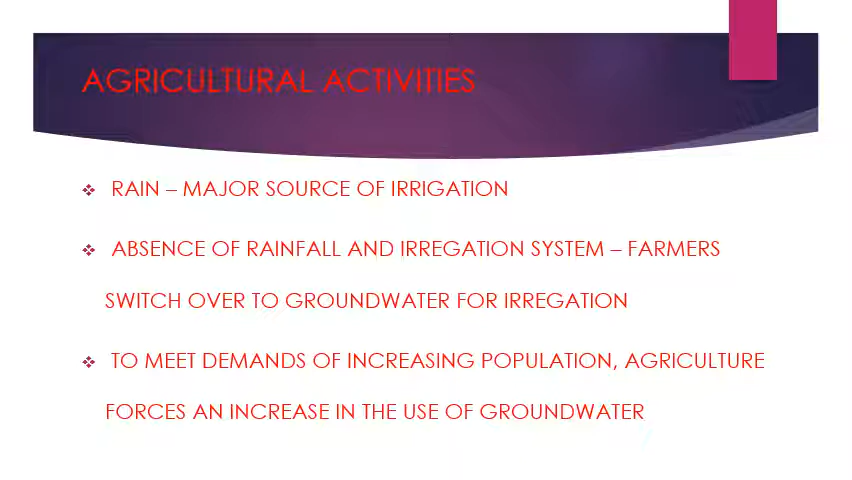 AGRICULTURAL ACTIVITIES
❖ RAIN – MAJOR SOURCE OF IRRIGATION
❖ ABSENCE OF RAINFALL AND IRREGATION SYSTEM – FARMERS
SWITCH OVER TO GROUNDWATER FOR IRREGATION
❖ TO MEET DEMANDS OF INCREASING POPULATION, AGRICULTURE
FORCES AN INCREASE IN THE USE OF GROUNDWATER